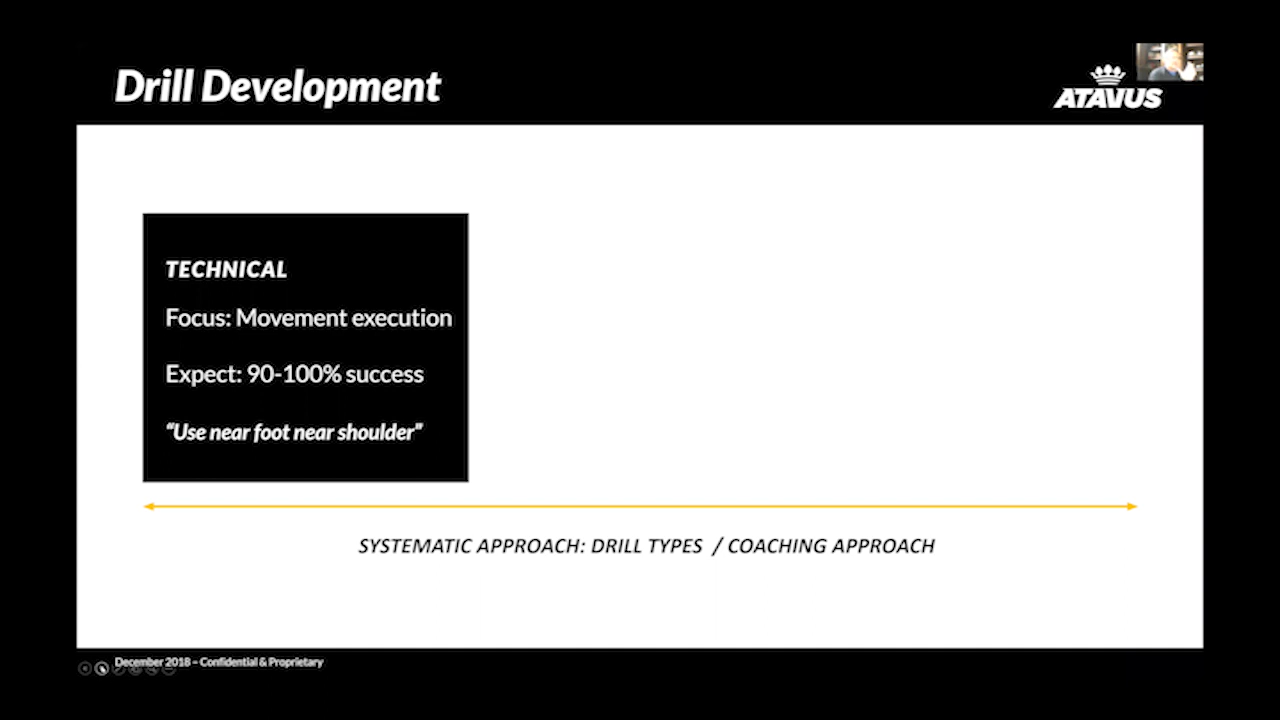 Drill Development
ATAVUS
TECHNICAL
Focus: Movement execution
Expect: 90-100% success
“Use near foot near shoulder”
SYSTEMATIC APPROACH: DRILL TYPES / COACHING APPROACH
December 2018 – Confidential & Proprietary